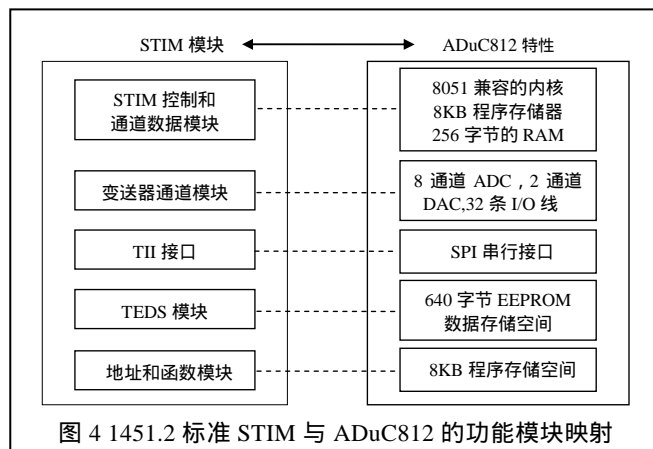 STIM 模块
ADuC812 特性
STIM 控制和
通道数据模块
8051 兼容的内核
8KB 程序存储器
256 字节的 RAM
变送器通道模块
8 通道 ADC，2 通道
DAC,32 条 I/O 线
TII 接口
SPI 串行接口
TEDS 模块
640 字节 EEPROM
数据存储空间
地址和函数模块
8KB 程序存储空间
图 4 1451.2 标准 STIM 与 ADuC812 的功能模块映射